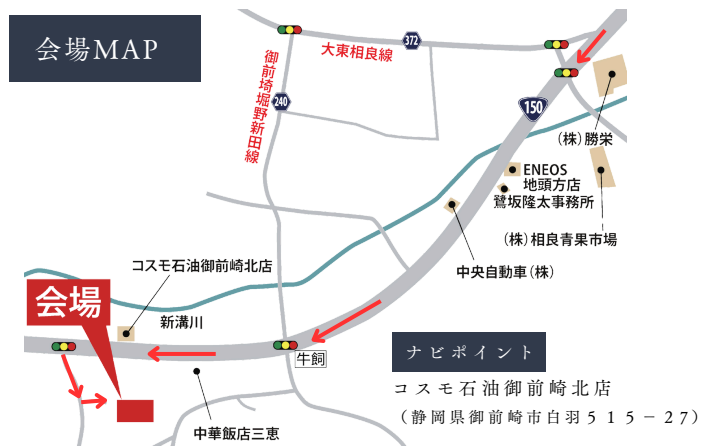 会場MAP
372
大東相良線
御前埼堀野新田線
240
150
(株)勝栄
ENEOS
地頭方店
鷺坂隆太事務所
(株)相良青果市場
中央自動車(株)
コスモ石油御前崎北店
会場
新溝川
牛飼
中華飯店三恵
ナビポイント
コスモ石油御前崎北店
(静岡県御前崎市白羽515-27)